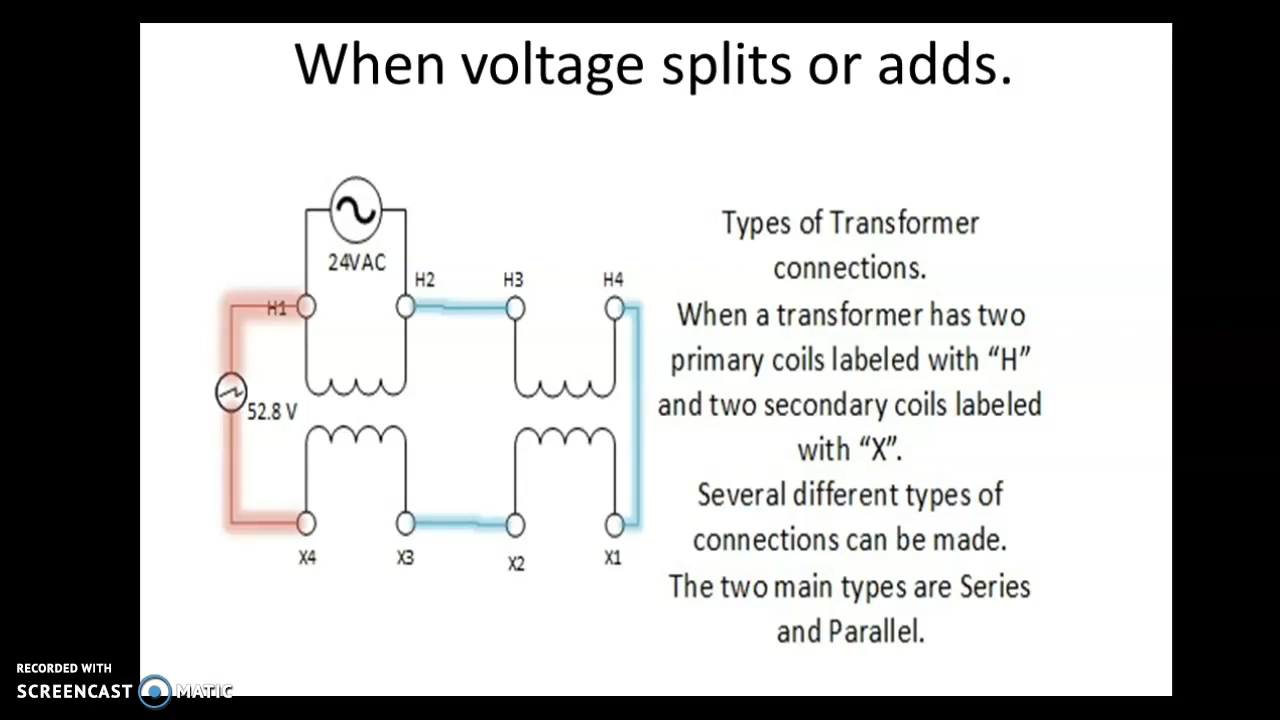 When voltage splits or adds.
24VAC
H1
H2
H3
H4
52.8 V
X4
X3
X2
X1
Types of Transformer
connections.
When a transformer has two
primary coils labeled with “H”
and two secondary coils labeled
with “X”.
Several different types of
connections can be made.
The two main types are Series
and Parallel.
RECORDED WITH
SCREENCAST MATIC